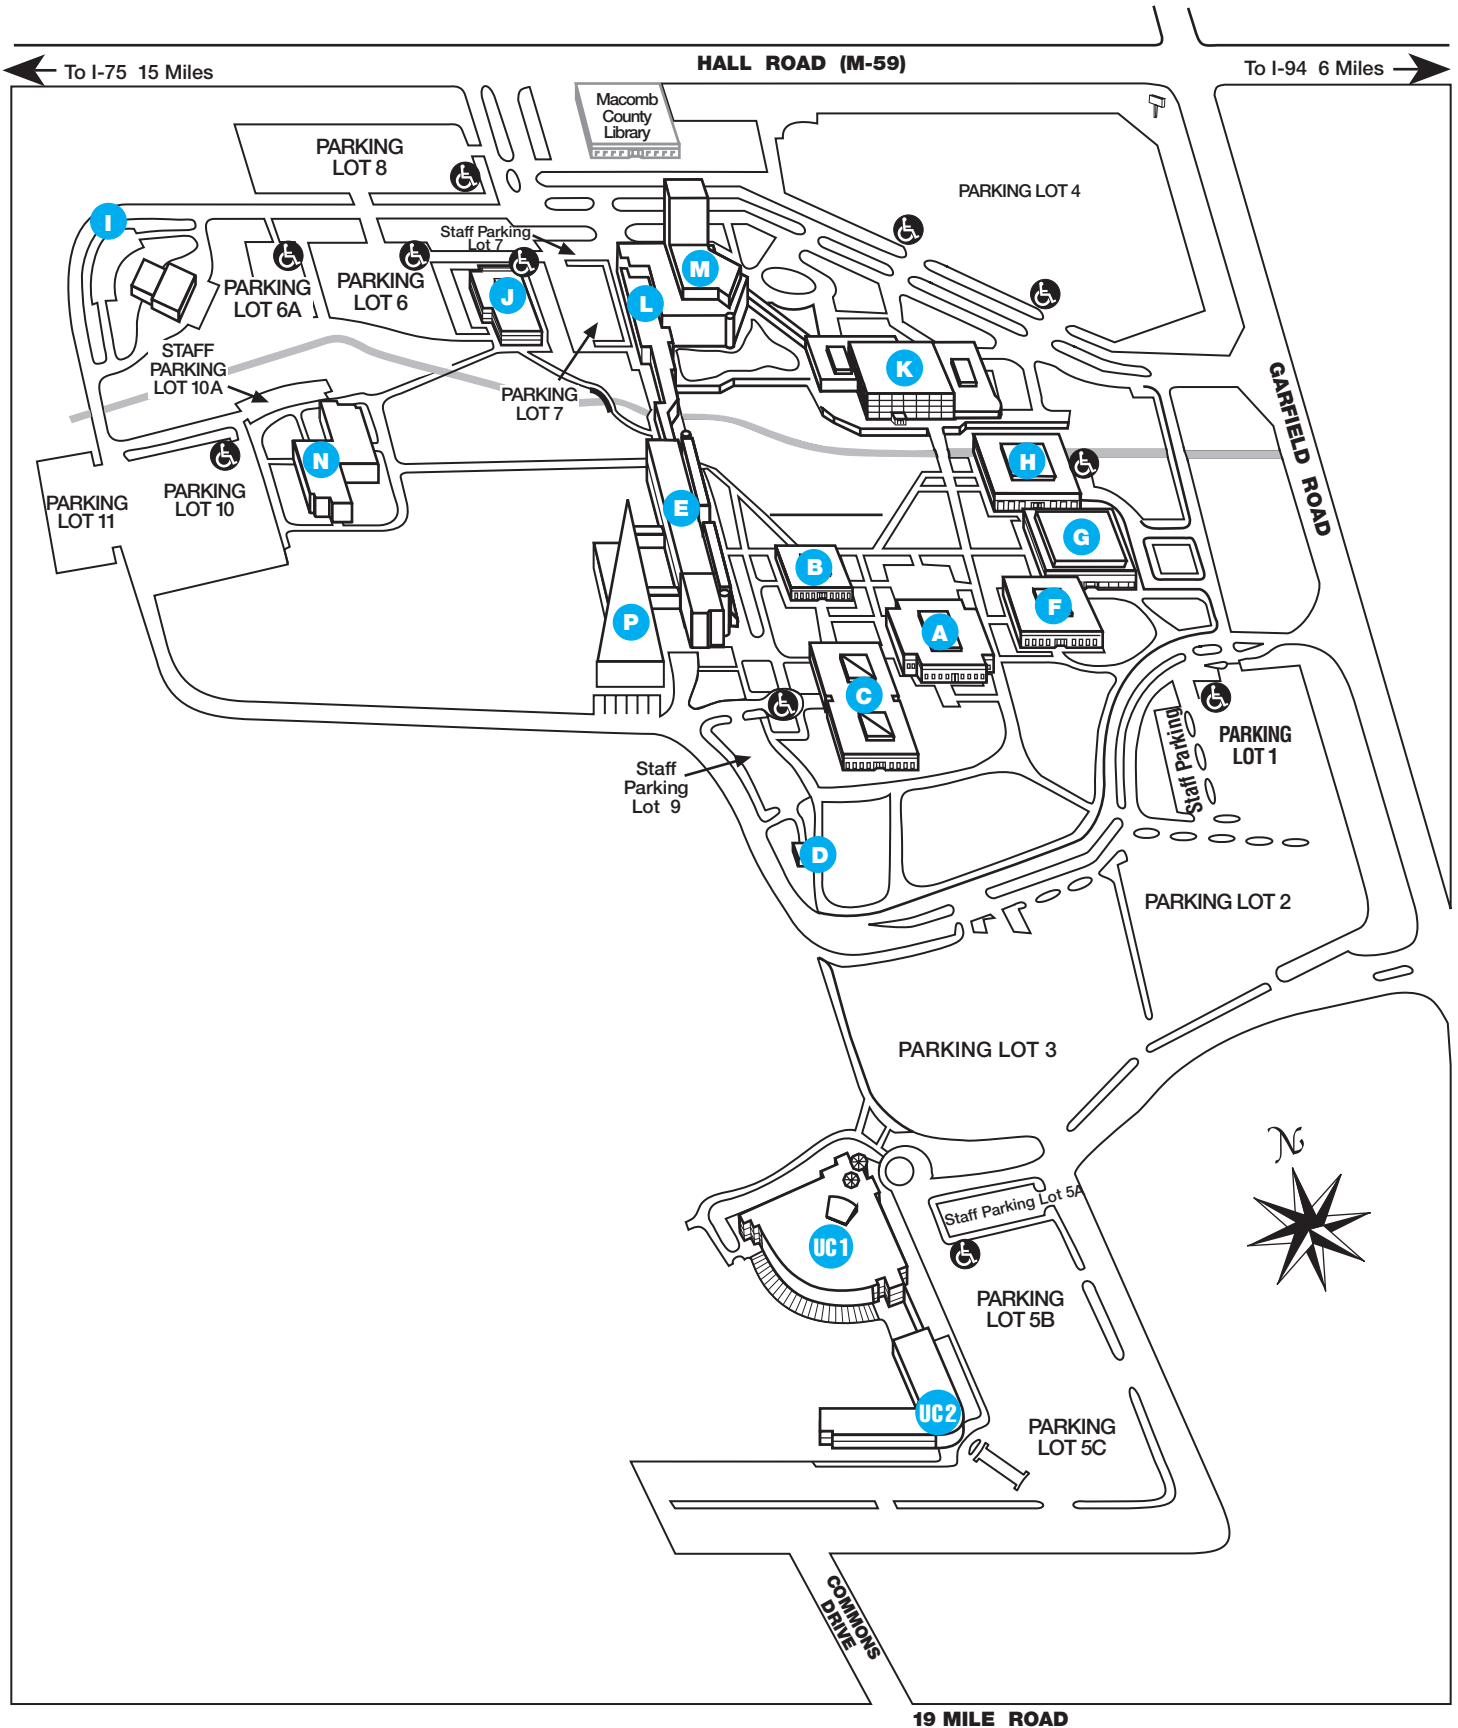 HALL ROAD (M-59)
To I-75 15 Miles
To I-94 6 Miles
Macomb
County
Library
PARKING
LOT 8
PARKING LOT 4
I
Staff Parking
Lot 7
M
PARKING
LOT 6A
PARKING
LOT 6
J
L
STAFF
PARKING
LOT 10A
PARKING
LOT 7
K
GARFIELD ROAD
N
H
PARKING
LOT 11
PARKING
LOT 10
E
G
B
F
P
A
C
Staff Parking
PARKING
LOT 1
Staff
Parking
Lot 9
D
PARKING LOT 2
PARKING LOT 3
N
Staff Parking Lot 5A
UC1
PARKING
LOT 5B
UC2
PARKING
LOT 5C
COMMONS
DRIVE
19 MILE ROAD